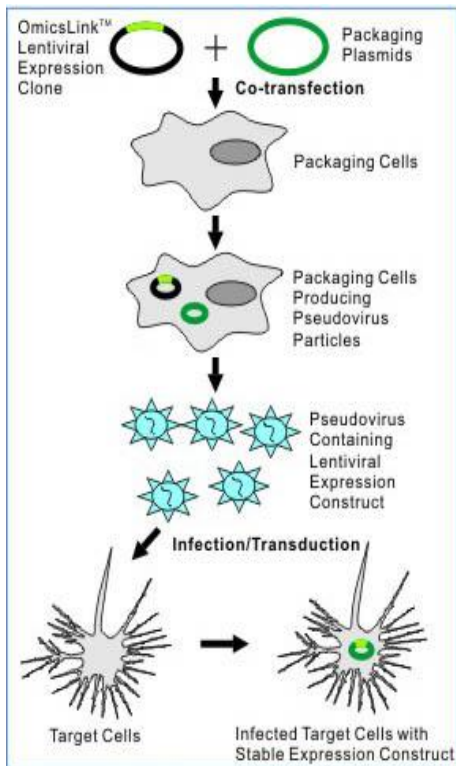 OmicsLink™
Lentiviral
Expression
Clone
+
Packaging
Plasmids
Co-transfection
Packaging Cells
Packaging Cells
Producing
Pseudovirus
Particles
Pseudovirus
Containing
Lentiviral
Expression
Construct
Infection/Transduction
Target Cells
Infected Target Cells with
Stable Expression Construct